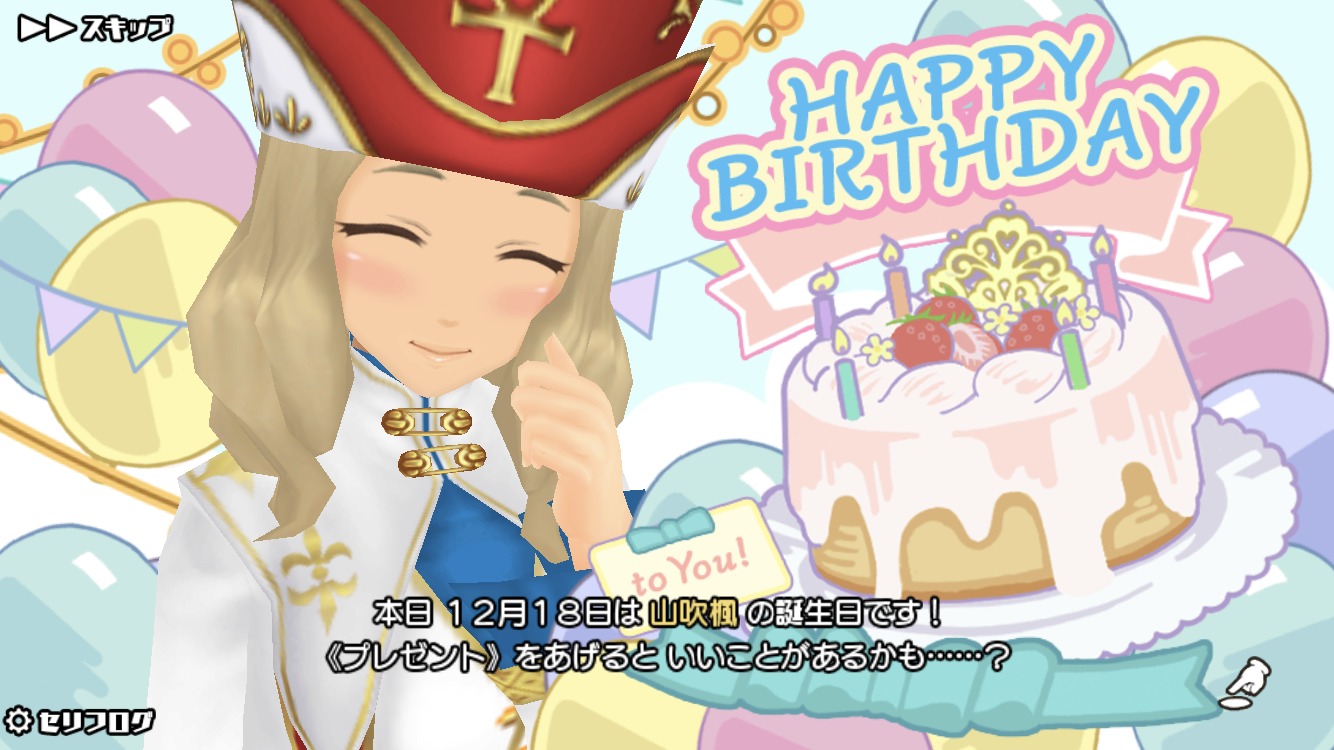 スキップ
HAPPY
BIRTHDAY
to You!
本日 12月18日は 山吹楓 の誕生日です！
《プレゼント》をあげると いいことがあるかも……？
セリフログ